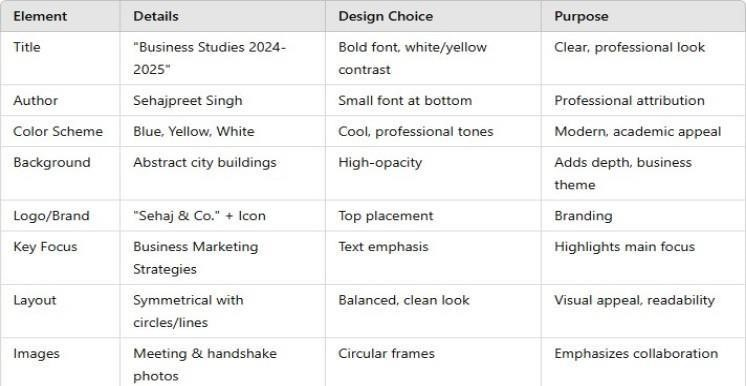 Element Details Design Choice Purpose
Title "Business Studies 2024- Bold font, white/yellow Clear, professional look
2025" contrast
Author Sehajpreet Singh Small font at bottom Professional attribution
Color Scheme Blue, Yellow, White Cool, professional tones Modern, academic appeal
Background Abstract city buildings High-opacity Adds depth, business
theme
Logo/Brand "Sehaj & Co." + Icon Top placement Branding
Key Focus Business Marketing Text emphasis Highlights main focus
Strategies
Layout Symmetrical with Balanced, clean look Visual appeal, readability
circles/lines
Images Meeting & handshake Circular frames Emphasizes collaboration
photos